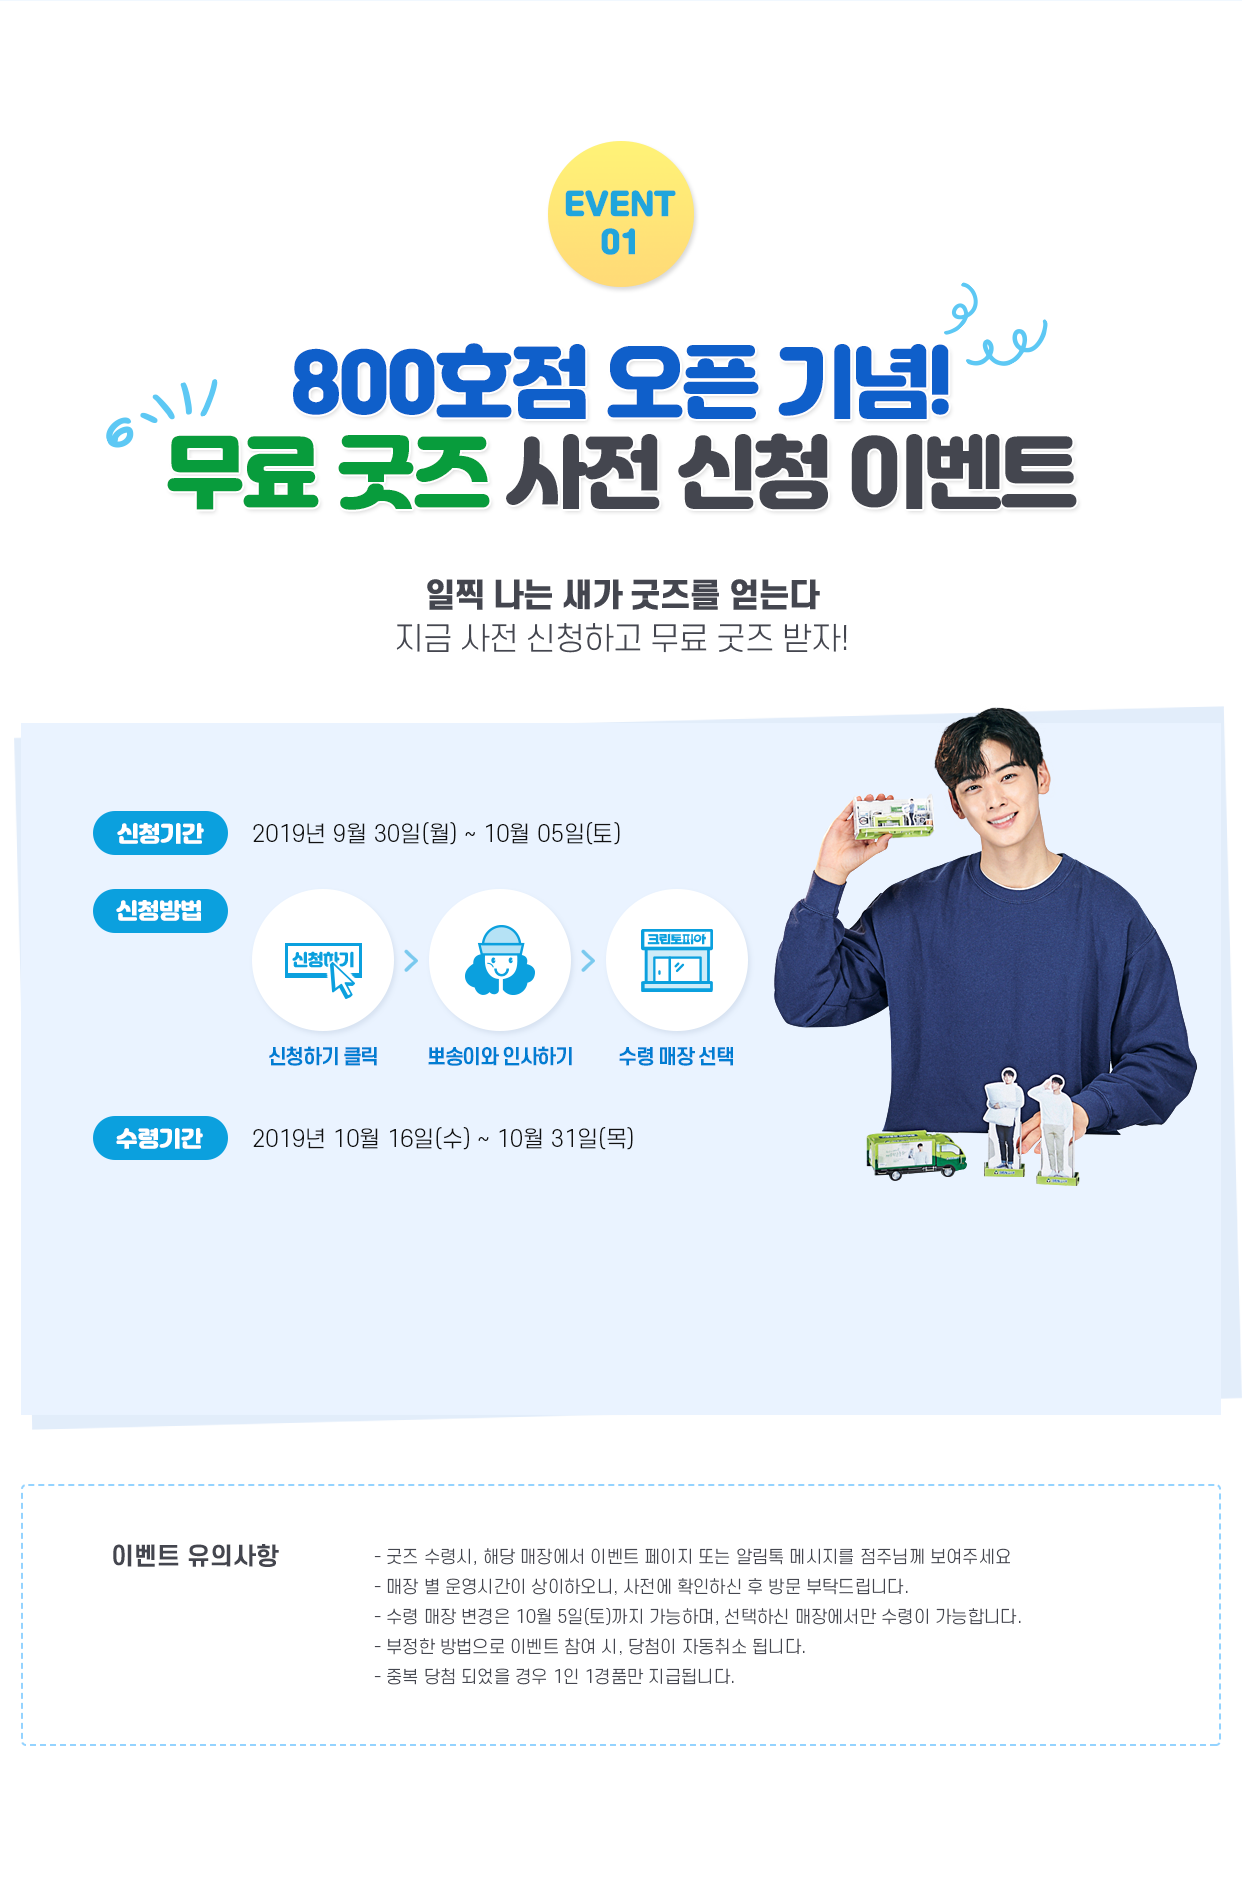 EVENT
01
800호점 오픈 기념!
무료 굿즈 사전 신청 이벤트
일찍 나는 새가 굿즈를 얻는다
지금 사전 신청하고 무료 굿즈 받자!
신청기간
2019년 9월 30일(월) ~ 10월 05일(토)
신청방법
신청하기
크린토피아
신청하기 클릭
뽀송이와 인사하기
수령 매장 선택
수령기간
2019년 10월 16일(수) ~ 10월 31일(목)
이벤트 유의사항
- 굿즈 수령시, 해당 매장에서 이벤트 페이지 또는 알림톡 메시지를 점주님께 보여주세요
- 매장 별 운영시간이 상이하오니, 사전에 확인하신 후 방문 부탁드립니다.
- 수령 매장 변경은 10월 5일(토)까지 가능하며, 선택하신 매장에서만 수령이 가능합니다.
- 부정한 방법으로 이벤트 참여 시, 당첨이 자동취소 됩니다.
- 중복 당첨 되었을 경우 1인 1경품만 지급됩니다.